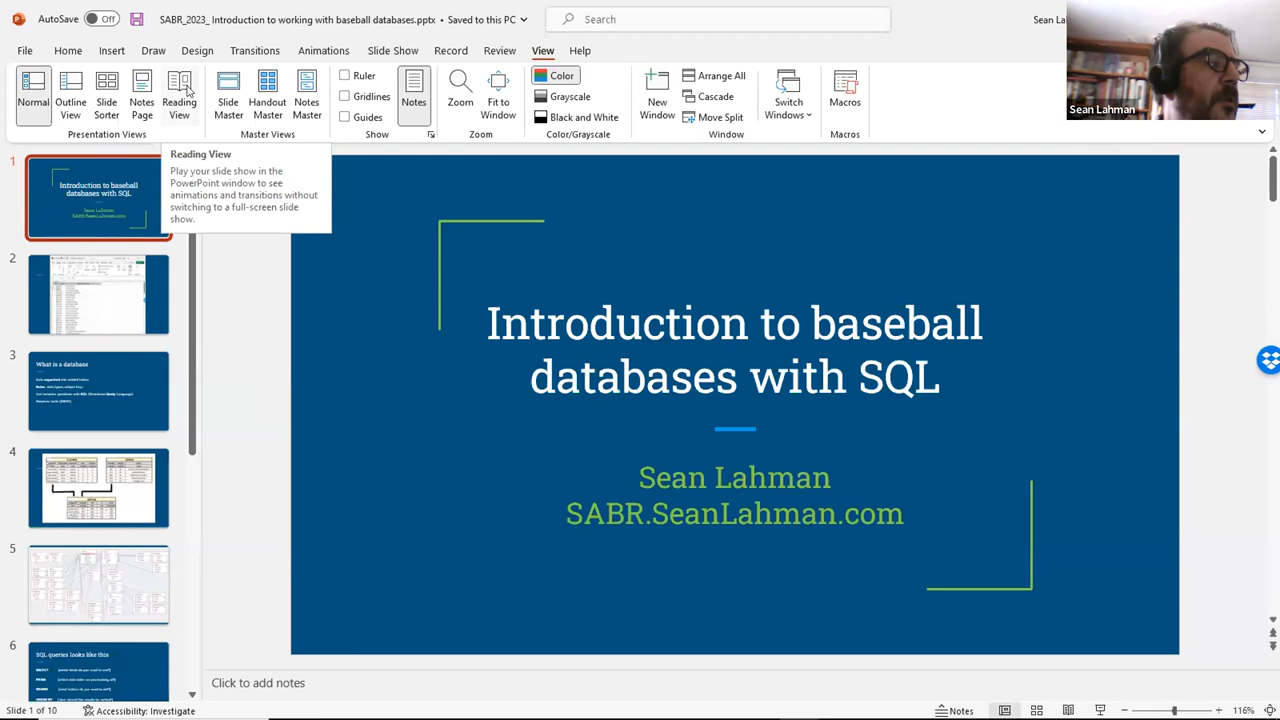 AutoSave Off SABR_2023_ Introduction to working with baseball databases.pptx • Saved to this PC Search Sean La
File Home Insert Draw Design Transitions Animations Slide Show Record Review View Help
Normal
Outline View
Slide Sorter
Notes Page
Reading View
Presentation Views
Slide Master
Handout Master
Notes Master
Master Views
Ruler
Gridlines
Guides
Show
Notes
Zoom
Fit to Window
Zoom
Color
Grayscale
Black and White
Color/Grayscale
New Window
Arrange All
Cascade
Move Split
Switch Windows
Window
Macros
Macros
Sean Lahman
Reading View
Play your slide show in the
PowerPoint window to see
animations and transitions without
switching to a full-screen slide
show.
1
Introduction to baseball
databases with SQL
Sean Lahman
SABR.SeanLahman.com
2
3
What is a database
4
5
6
SQL queries looks like this
Introduction to baseball
databases with SQL
Sean Lahman
SABR.SeanLahman.com
Click to add notes
Slide 1 of 10 Accessibility: Investigate Notes 116%